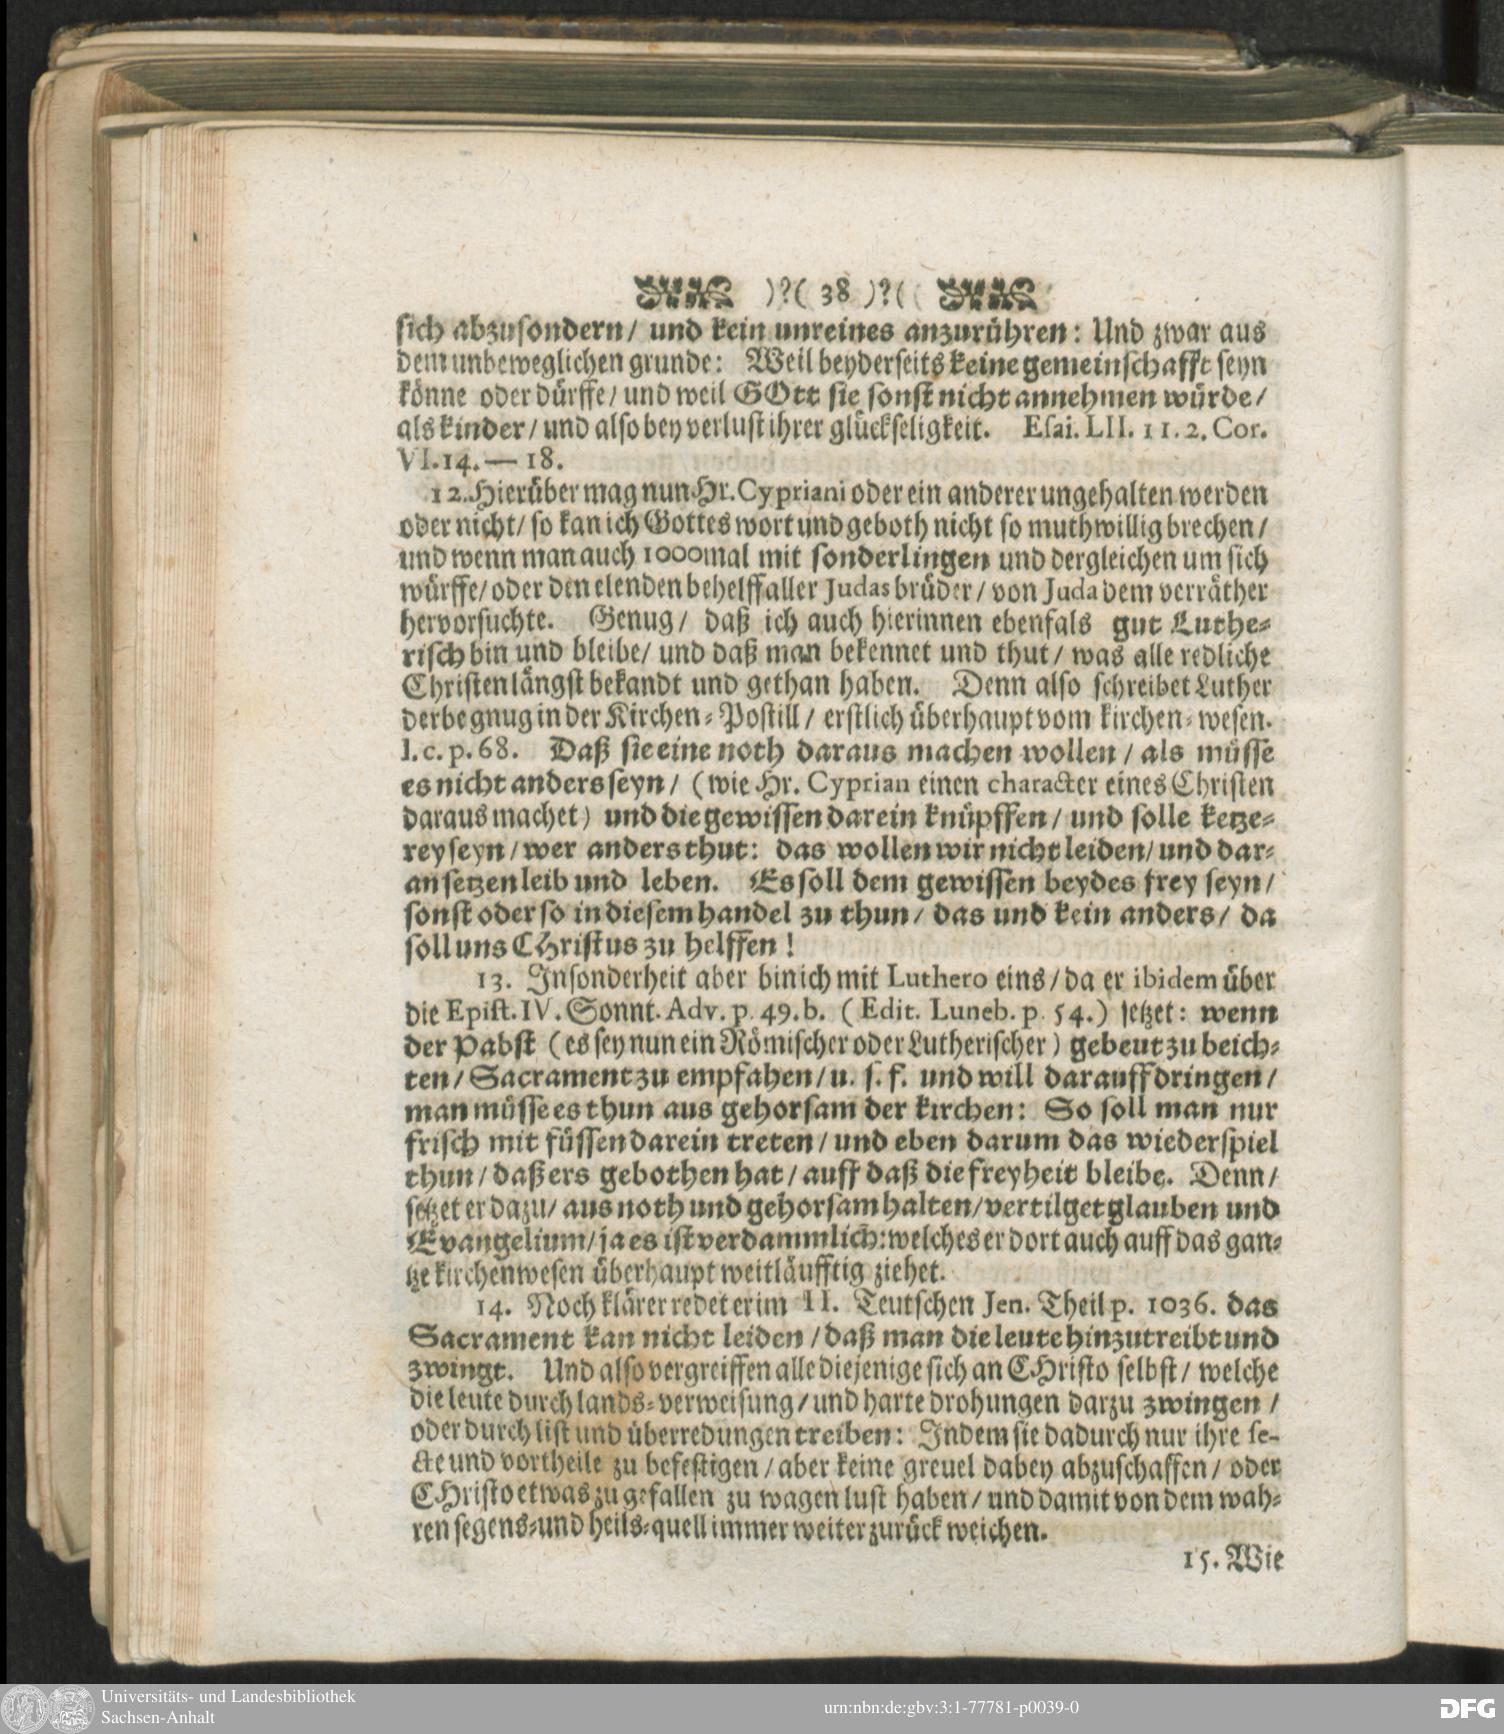 )?( 38 )?(
sich abzusondern/ und kein unreines anzurühren: Und zwar aus
dem unbeweglichen grunde: Weil beyderseits keine gemeinschafft seyn
könne oder dürffe/ und weil GOtt sie sonst nicht annehmen würde/
als kinder/ und also bey verlust ihrer glückseligkeit. Esai. LII. 11. 2. Cor.
VI. 14. — 18.
12. Hierüber mag nun Hr. Cypriani oder ein anderer ungehalten werden
oder nicht/ so kan ich Gottes wort und geboth nicht so muthwillig brechen/
und wenn man auch 1000mal mit sonderlingen und dergleichen um sich
würffe/ oder den elenden behelff aller Judasbrüder/ von Juda dem verräther
hervorsuchte. Genug/ daß ich auch hierinnen ebenfals gut Luthe-
risch bin und bleibe/ und daß man bekennet und thut/ was alle redliche
Christen längst bekandt und gethan haben. Denn also schreibet Luther
derbe gnug in der Kirchen-Postill/ erstlich überhaupt vom kirchen-wesen.
l. c. p. 68. Daß sie eine noth daraus machen wollen/ als müsse
es nicht anders seyn/ (wie Hr. Cyprian einen character eines Christen
daraus machet) und die gewissen darein knüpffen/ und solle ketze-
rey seyn/ wer anders thut: das wollen wir nicht leiden/ und dar-
an setzen leib und leben. Es soll dem gewissen beydes frey seyn/
sonst oder so in diesem handel zu thun/ das und kein anders/ da
soll uns CHristus zu helffen!
13. Insonderheit aber bin ich mit Luthero eins/ da er ibidem über
die Epist. IV. Sonnt. Adv. p. 49. b. (Edit. Luneb. p. 54.) setzet: wenn
der Pabst (es sey nun ein Römischer oder Lutherischer) gebeut zu beich-
ten/ Sacrament zu empfahen/ u. s. f. und will darauff dringen/
man müsse es thun aus gehorsam der kirchen: So soll man nur
frisch mit füssen darein treten/ und eben darum das wiederspiel
thun/ daß ers gebothen hat/ auff daß die freyheit bleibe. Denn/
setzet er dazu/ aus noth und gehorsam halten/ vertilget glauben und
Evangelium/ ja es ist verdammlich: welches er dort auch auff das gan-
tze kirchenwesen überhaupt weitläufftig ziehet.
14. Noch klärer redet er im II. Teutschen Jen. Theil p. 1036. das
Sacrament kan nicht leiden/ daß man die leute hinzutreibt und
zwingt. Und also vergreiffen alle diejenige sich an CHristo selbst/ welche
die leute durch lands-verweisung/ und harte drohungen darzu zwingen/
oder durch list und überredungen treiben: Indem sie dadurch nur ihre se-
cte und vortheile zu befestigen/ aber keine greuel dabey abzuschaffen/ oder
CHristo etwas zu gefallen zu wagen lust haben/ und damit von dem wah-
ren segens- und heils-quell immer weiter zurück weichen.
15. Wie
Universitäts- und Landesbibliothek
Sachsen-Anhalt
urn:nbn:de:gbv:3:1-77781-p0039-0
DFG